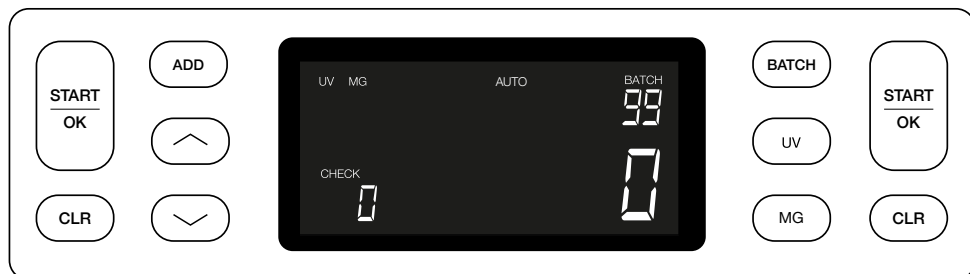 START
OK
CLR
ADD
UV MG AUTO BATCH
99
CHECK
0
0
BATCH
UV
MG
START
OK
CLR